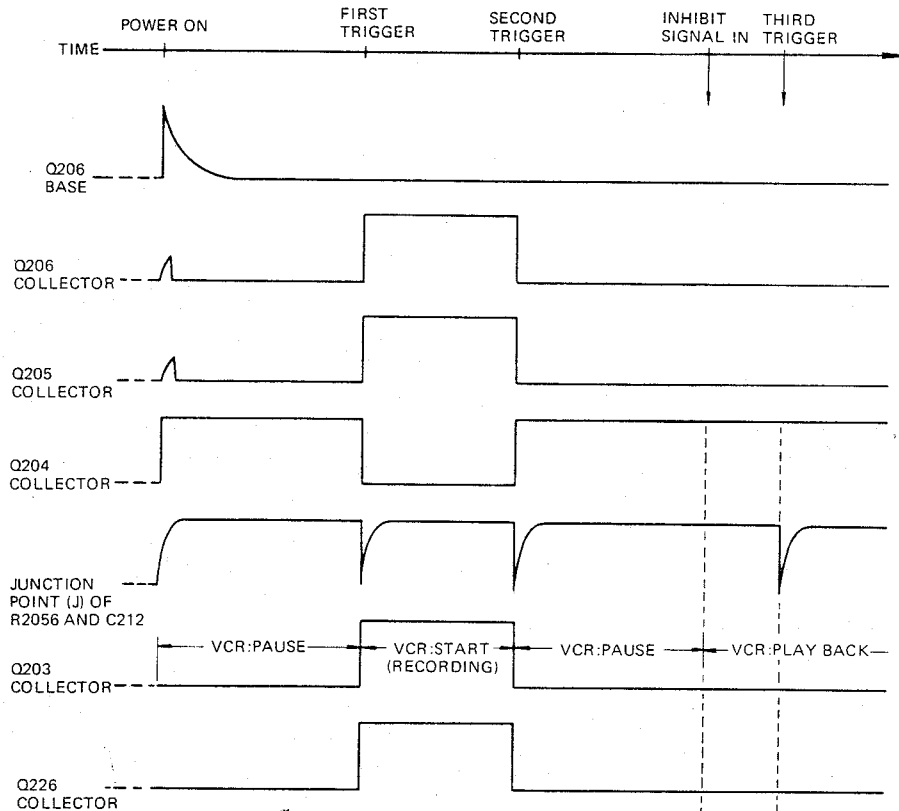 POWER ON
FIRST
TRIGGER
SECOND
TRIGGER
INHIBIT
SIGNAL IN
THIRD
TRIGGER
TIME
Q206
BASE
Q206
COLLECTOR
Q205
COLLECTOR
Q204
COLLECTOR
JUNCTION
POINT (J) OF
R2056 AND C212
VCR:PAUSE
VCR:START
(RECORDING)
VCR:PAUSE
VCR:PLAY BACK
Q203
COLLECTOR
Q226
COLLECTOR